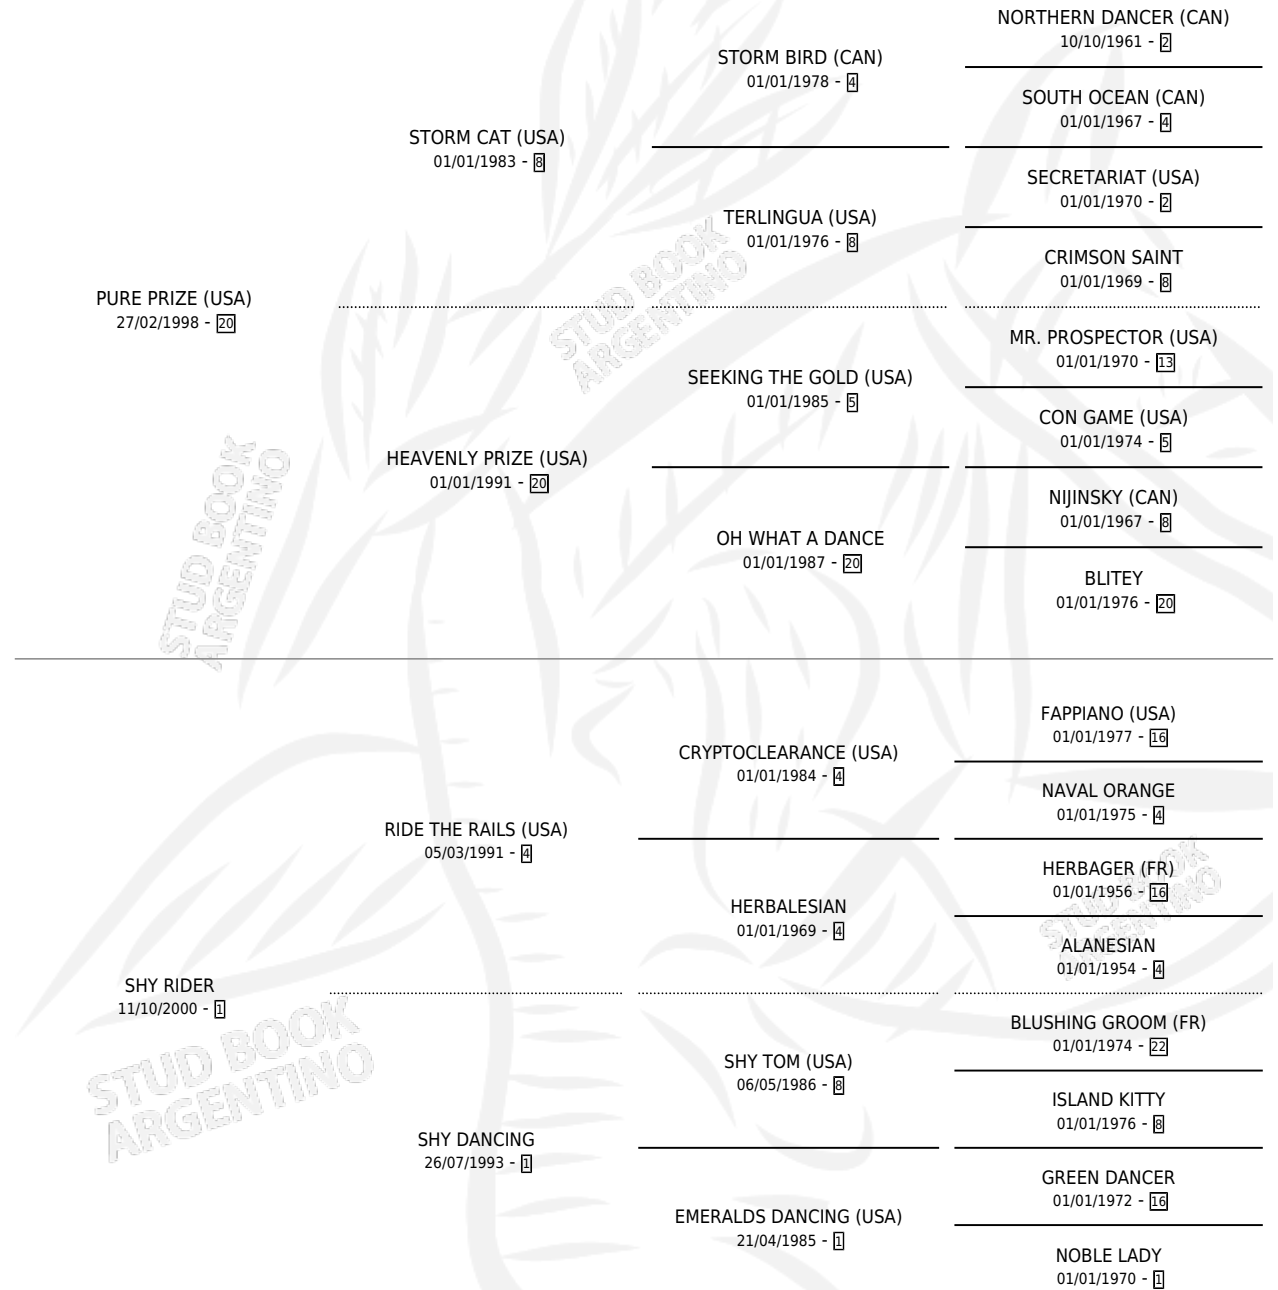 NORTHERN DANCER (CAN)
10/10/1961 - 2
STORM BIRD (CAN)
01/01/1978 - 4
SOUTH OCEAN (CAN)
01/01/1967 - 4
STORM CAT (USA)
01/01/1983 - 8
SECRETARIAT (USA)
01/01/1970 - 2
TERLINGUA (USA)
01/01/1976 - 8
CRIMSON SAINT
01/01/1969 - 8
PURE PRIZE (USA)
27/02/1998 - 20
MR. PROSPECTOR (USA)
01/01/1970 - 13
SEEKING THE GOLD (USA)
01/01/1985 - 5
CON GAME (USA)
01/01/1974 - 5
HEAVENLY PRIZE (USA)
01/01/1991 - 20
NIJINSKY (CAN)
01/01/1967 - 8
OH WHAT A DANCE
01/01/1987 - 20
BLITEY
01/01/1976 - 20
FAPPIANO (USA)
01/01/1977 - 16
CRYPTOCLEARANCE (USA)
01/01/1984 - 4
NAVAL ORANGE
01/01/1975 - 4
RIDE THE RAILS (USA)
05/03/1991 - 4
HERBAGER (FR)
01/01/1956 - 16
HERBALESIAN
01/01/1969 - 4
ALANESIAN
01/01/1954 - 4
SHY RIDER
11/10/2000 - 1
BLUSHING GROOM (FR)
01/01/1974 - 22
SHY TOM (USA)
06/05/1986 - 8
ISLAND KITTY
01/01/1976 - 8
SHY DANCING
26/07/1993 - 1
GREEN DANCER
01/01/1972 - 16
EMERALDS DANCING (USA)
21/04/1985 - 1
NOBLE LADY
01/01/1970 - 1
STUD BOOK
ARGENTINO
STUD BOOK
ARGENTINO
STUD BOOK
ARGENTINO
STUD BOOK
ARGENTINO